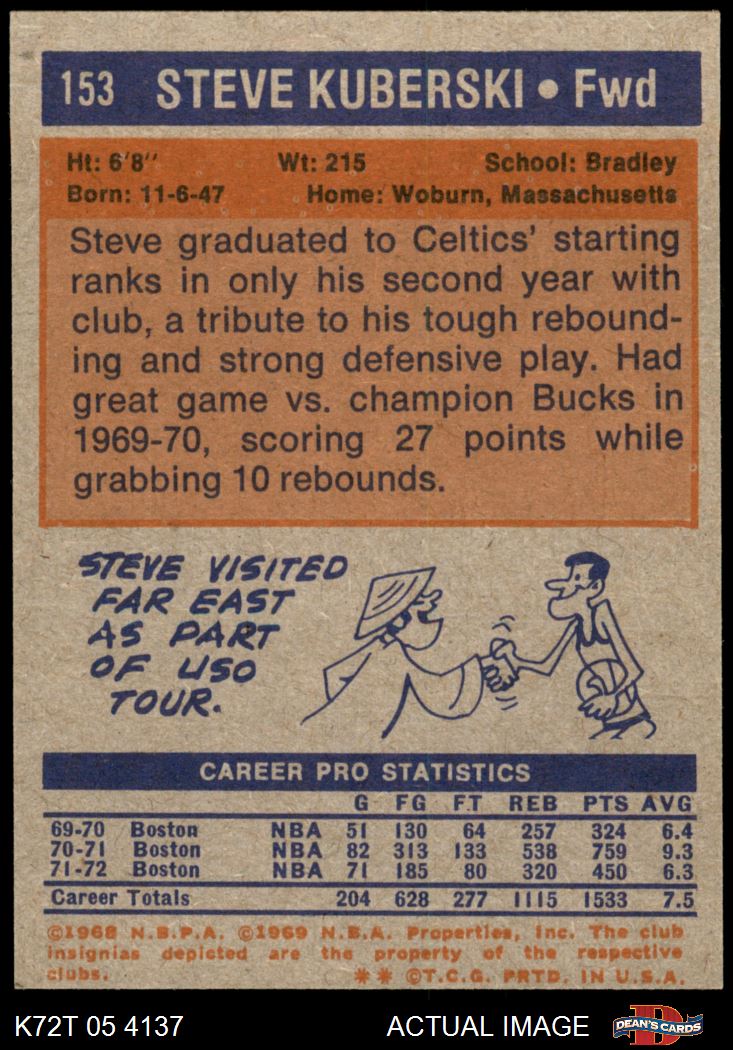 153 STEVE KUBERSKI • Fwd
Ht: 6'8" Wt: 215 School: Bradley
Born: 11-6-47 Home: Woburn, Massachusetts
Steve graduated to Celtics' starting
ranks in only his second year with
club, a tribute to his tough rebound-
ing and strong defensive play. Had
great game vs. champion Bucks in
1969-70, scoring 27 points while
grabbing 10 rebounds.
STEVE VISITED
FAR EAST
AS PART
OF USO
TOUR.
CAREER PRO STATISTICS
G FG FT REB PTS AVG
69-70 Boston NBA 51 130 64 257 324 6.4
70-71 Boston NBA 82 313 133 538 759 9.3
71-72 Boston NBA 71 185 80 320 450 6.3
Career Totals 204 628 277 1115 1533 7.5
©1968 N.B.P.A. ©1969 N.B.A. Properties, Inc. The club
insignias depicted are the property of the respective
clubs. ** ©T.C.G. PRTD. IN U.S.A.
K72T 05 4137 ACTUAL IMAGE D DEAN'S CARDS